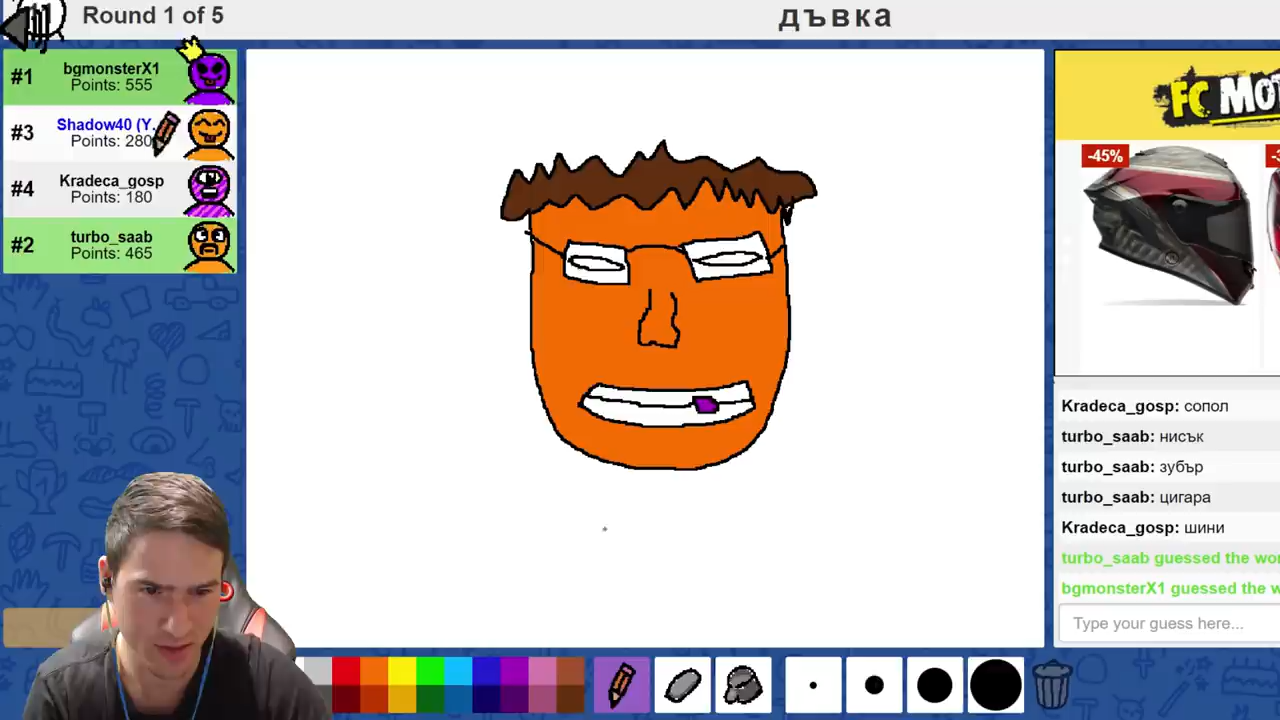 Round 1 of 5
дъвка
#1
bgmonsterX1
Points: 555
#3
Shadow40 (Y.
Points: 280
#4
Kradeca_gosp
Points: 180
#2
turbo_saab
Points: 465
FC MO
-45%
Kradeca_gosp: сопол
turbo_saab: нисък
turbo_saab: зубър
turbo_saab: цигара
Kradeca_gosp: шини
turbo_saab guessed the wor
bgmonsterX1 guessed the w
Type your guess here...